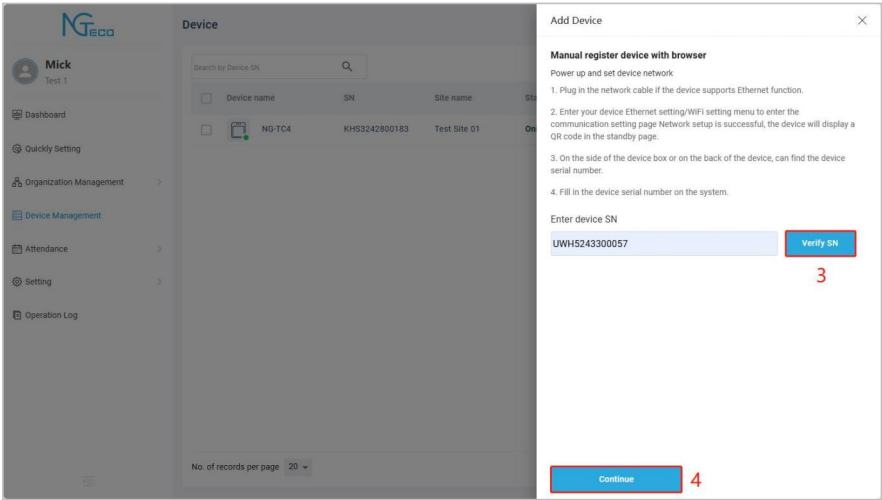 NGTECO
Mick
Test 1
Dashboard
Quickly Setting
Organization Management
Device Management
Attendance
Setting
Operation Log
Device
Search by Device SN
Device name SN Site name
NG-TC4 KHS3242800183 Test Site 01
No. of records per page 20
Add Device
Manual register device with browser
Power up and set device network
1. Plug in the network cable if the device supports Ethernet function.
2. Enter your device Ethernet setting/WiFi setting menu to enter the
communication setting page Network setup is successful, the device will display a
QR code in the standby page.
3. On the side of the device box or on the back of the device, can find the device
serial number.
4. Fill in the device serial number on the system.
Enter device SN
UWH5243300057 Verify SN
3
Continue 4